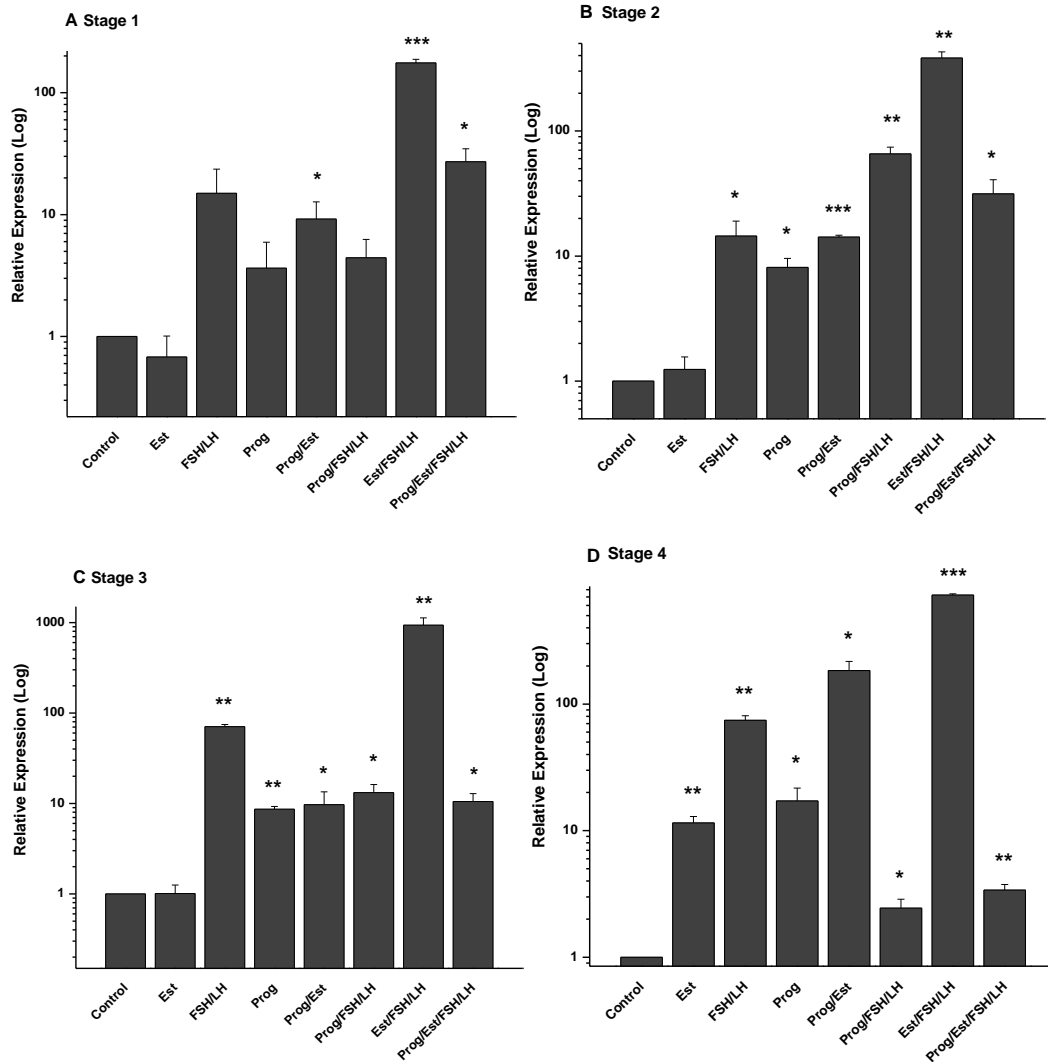 A Stage 1
Relative Expression (Log)
100
10
1
***
*
*
Control
Est
FSH/LH
Prog
Prog/Est
Prog/FSH/LH
Est/FSH/LH
Prog/Est/FSH/LH
B Stage 2
Relative Expression (Log)
100
10
1
*
*
***
**
**
*
Control
Est
FSH/LH
Prog
Prog/Est
Prog/FSH/LH
Est/FSH/LH
Prog/Est/FSH/LH
C Stage 3
Relative Expression (Log)
1000
100
10
1
**
**
*
*
**
*
Control
Est
FSH/LH
Prog
Prog/Est
Prog/FSH/LH
Est/FSH/LH
Prog/Est/FSH/LH
D Stage 4
Relative Expression (Log)
100
10
1
**
**
*
*
*
***
**
Control
Est
FSH/LH
Prog
Prog/Est
Prog/FSH/LH
Est/FSH/LH
Prog/Est/FSH/LH